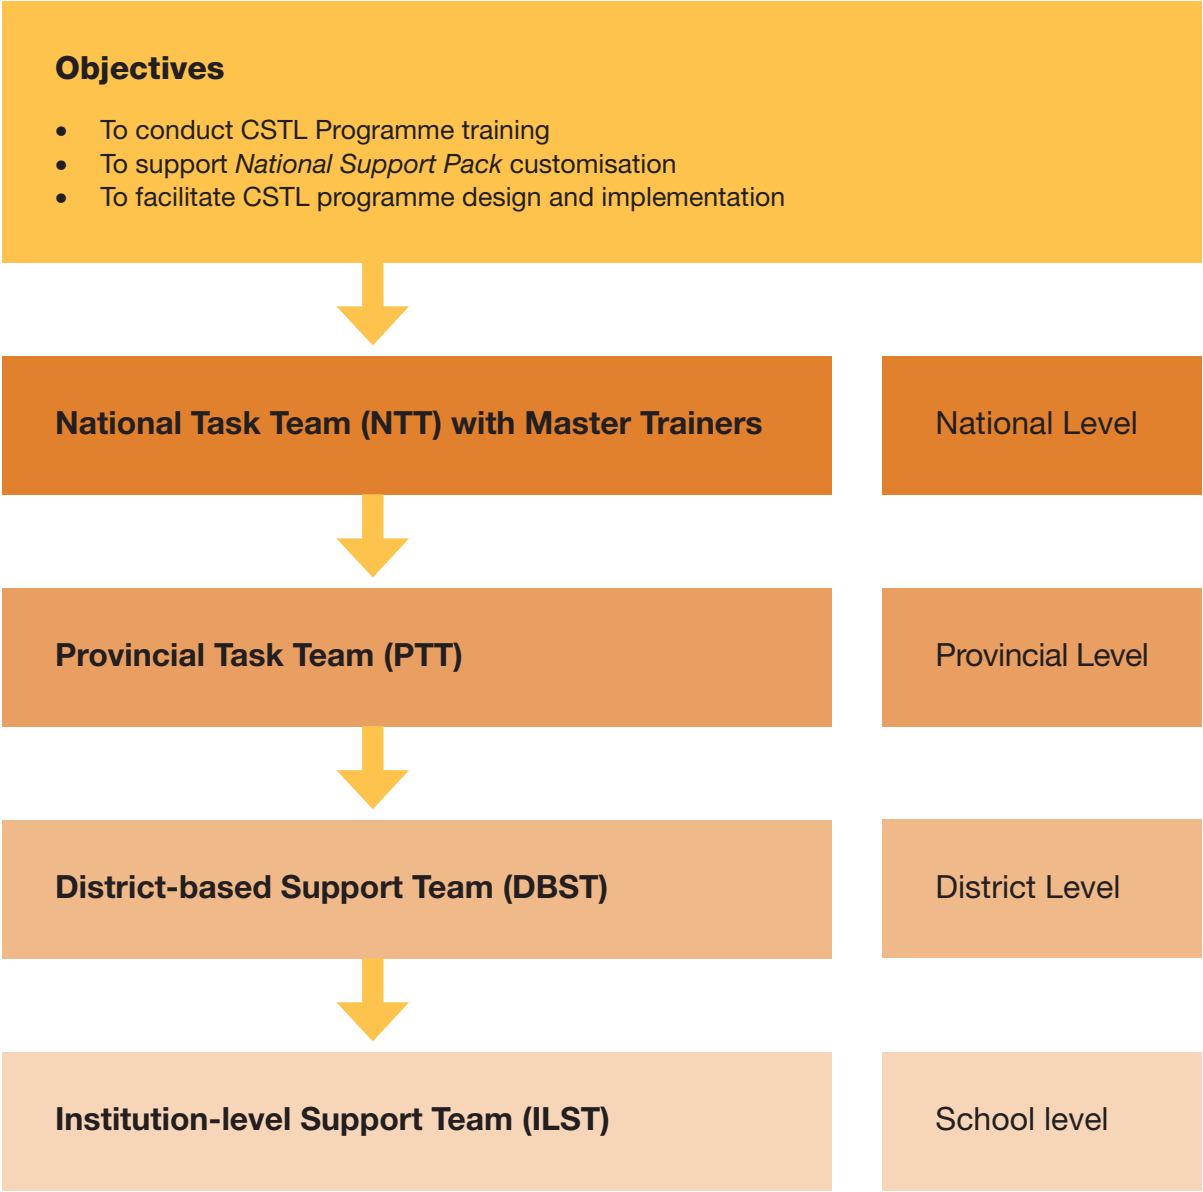 Objectives
• To conduct CSTL Programme training
• To support National Support Pack customisation
• To facilitate CSTL programme design and implementation
National Task Team (NTT) with Master Trainers
National Level
Provincial Task Team (PTT)
Provincial Level
District-based Support Team (DBST)
District Level
Institution-level Support Team (ILST)
School level